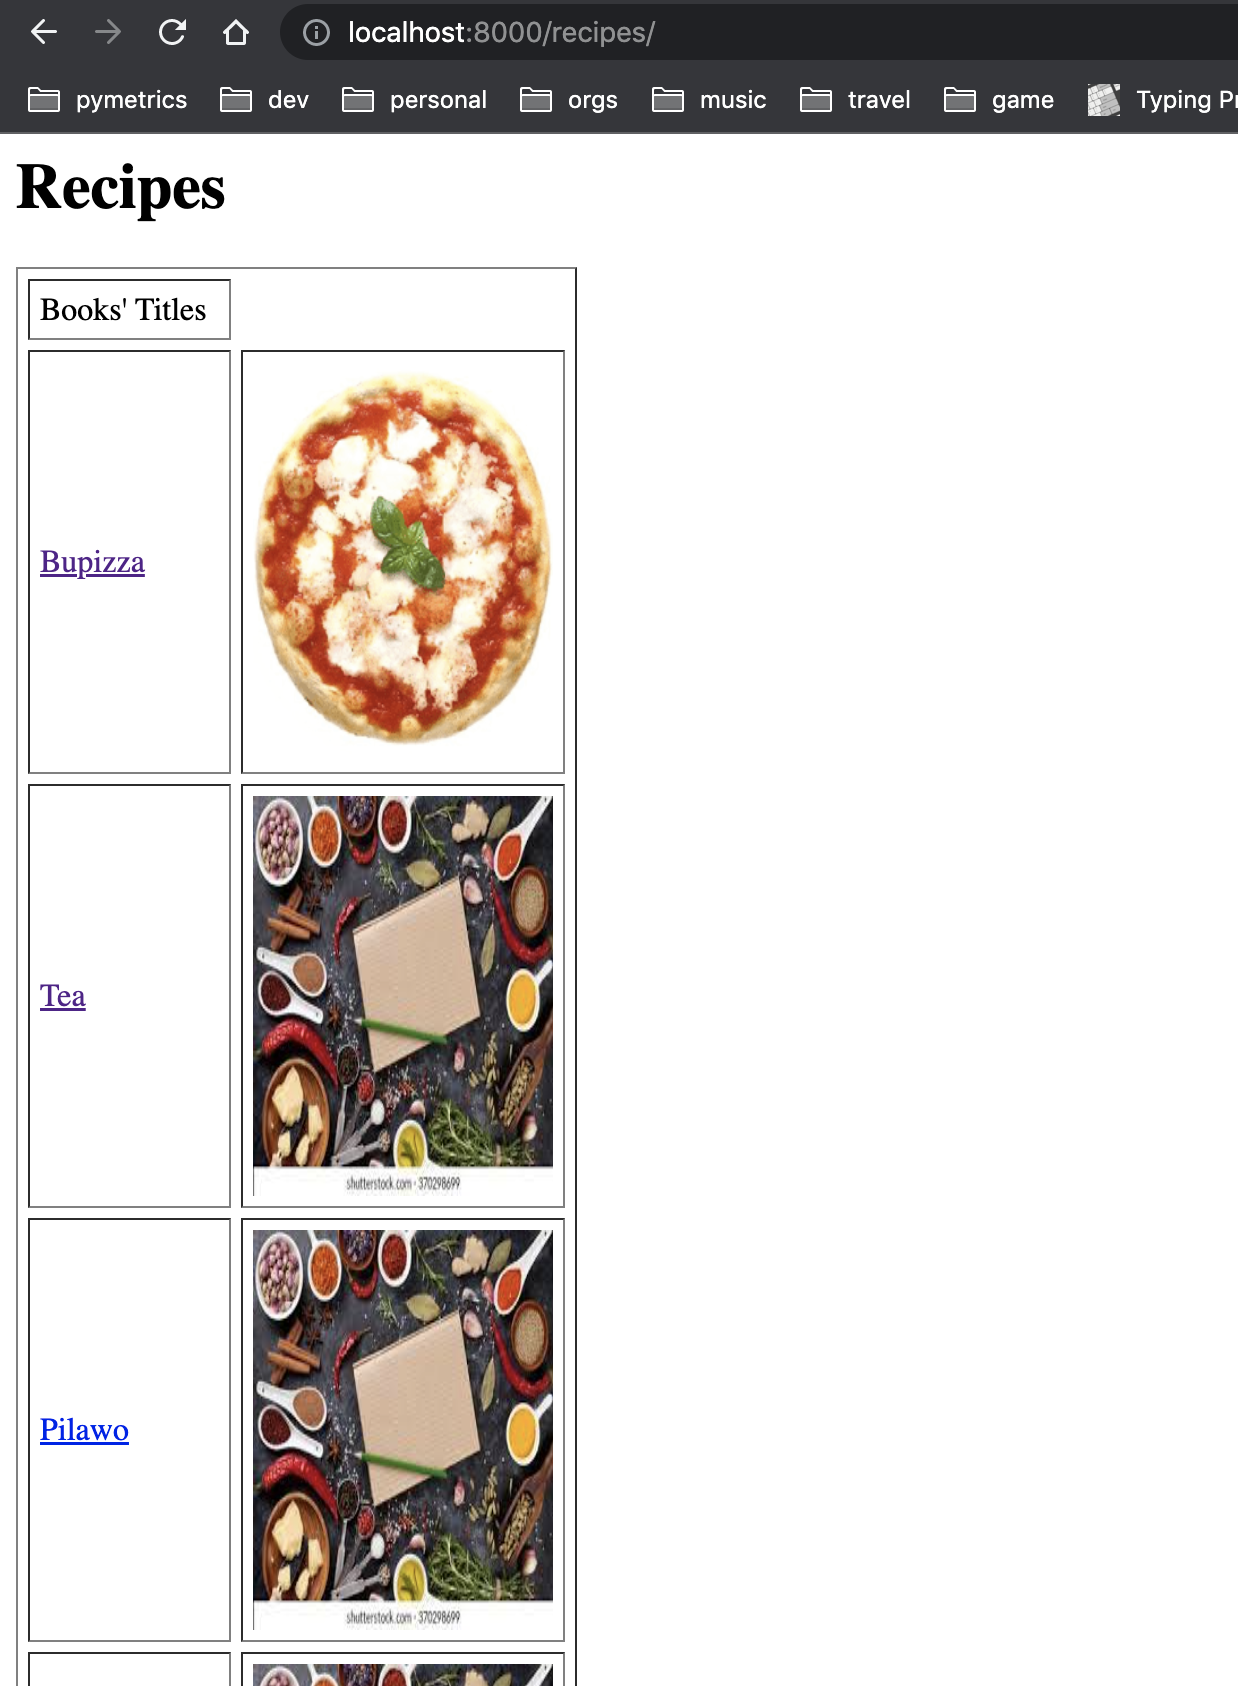 localhost:8000/recipes/
pymetrics dev personal orgs music travel game Typing
Recipes
Books' Titles
Bupizza
Tea
shutterstock.com · 370298699
Pilawo
shutterstock.com · 370298699